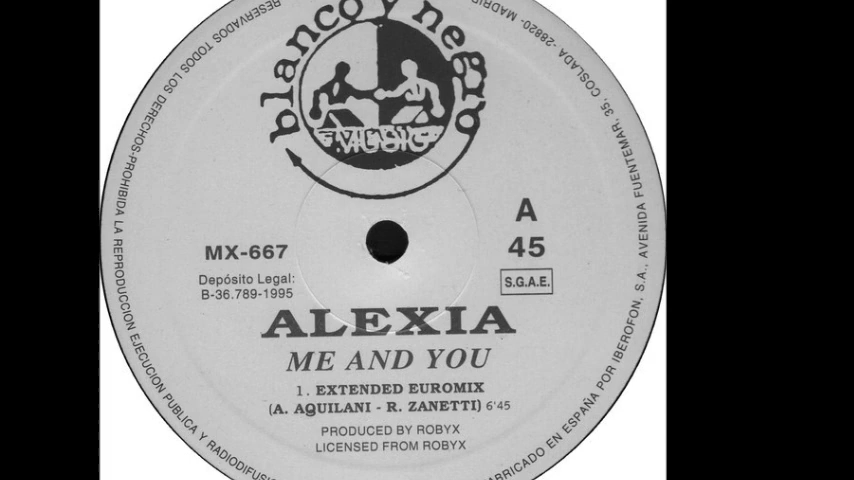 blanco y negro
MUSIC
A
45
S.G.A.E.
MX-667
Depósito Legal:
B-36.789-1995
ALEXIA
ME AND YOU
1. EXTENDED EUROMIX
(A. AQUILANI - R. ZANETTI) 6'45
PRODUCED BY ROBYX
LICENSED FROM ROBYX
RESERVADOS TODOS LOS DERECHOS-PROHIBIDA LA REPRODUCCION EJECUCION PUBLICA Y RADIODIFUSI
FABRICADO EN ESPAÑA POR IBEROFON, S.A., AVENIDA FUENTEMAR, 35, COSLADA -28820- MADRID